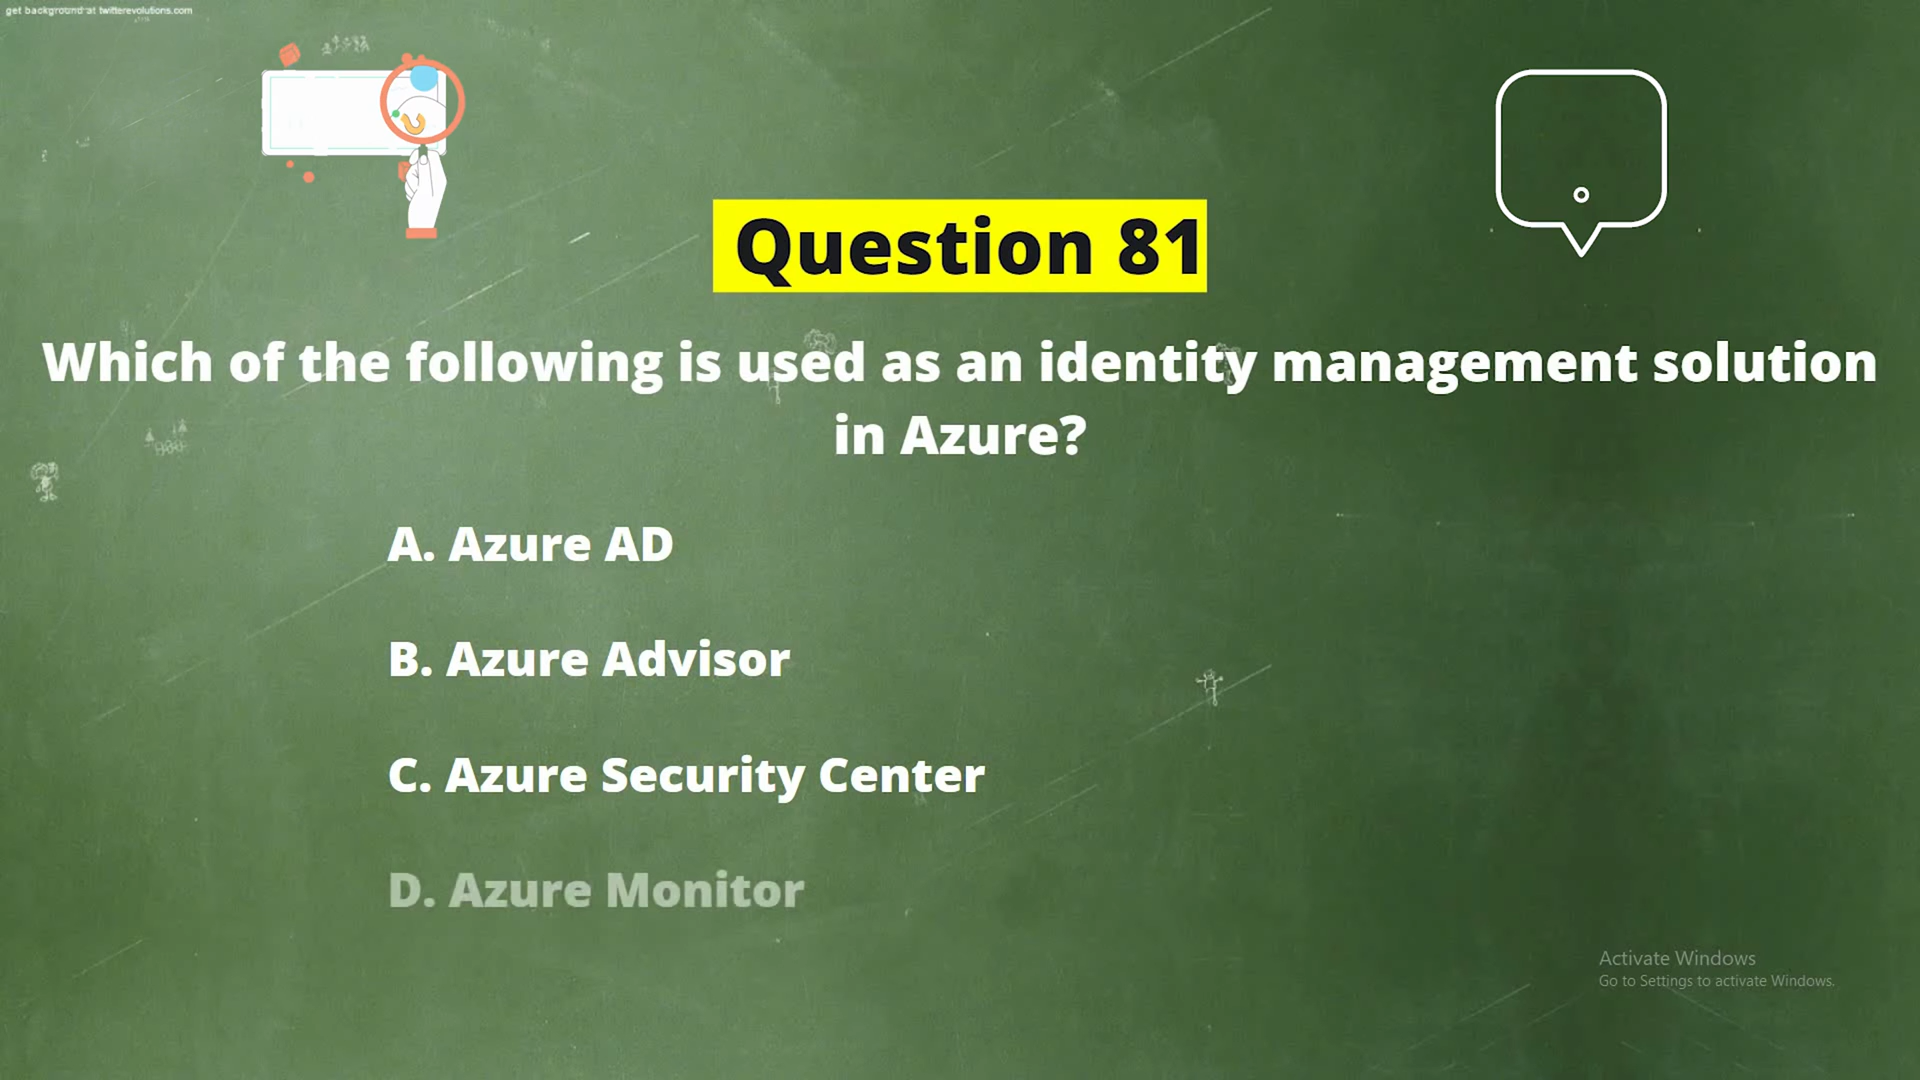 get background at twitterevolutions.com
Question 81
Which of the following is used as an identity management solution
in Azure?
A. Azure AD
B. Azure Advisor
C. Azure Security Center
D. Azure Monitor
Activate Windows
Go to Settings to activate Windows.